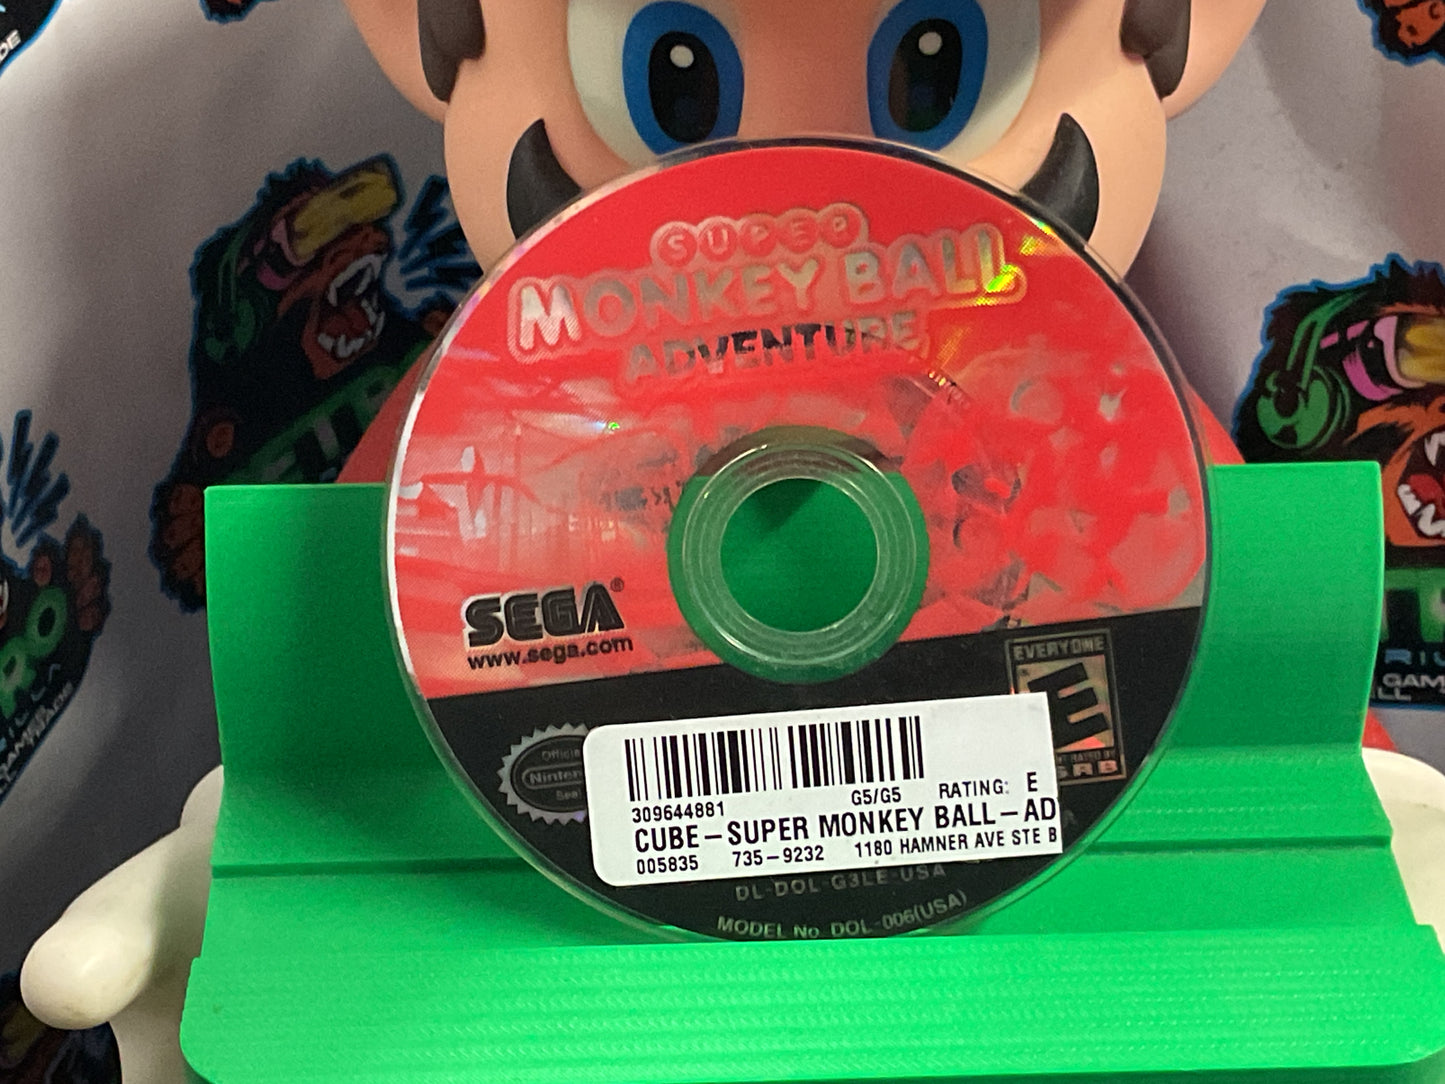 SUPER
MONKEY BALL
ADVENTURE
SEGA®
www.sega.com
EVERYONE
E
Nintendo
309644881 G5/G5 RATING: E
CUBE-SUPER MONKEY BALL-AD
005835 735-9232 1180 HAMNER AVE STE B
DL-DOL-G3LE-USA
MODEL No. DOL-006(USA)